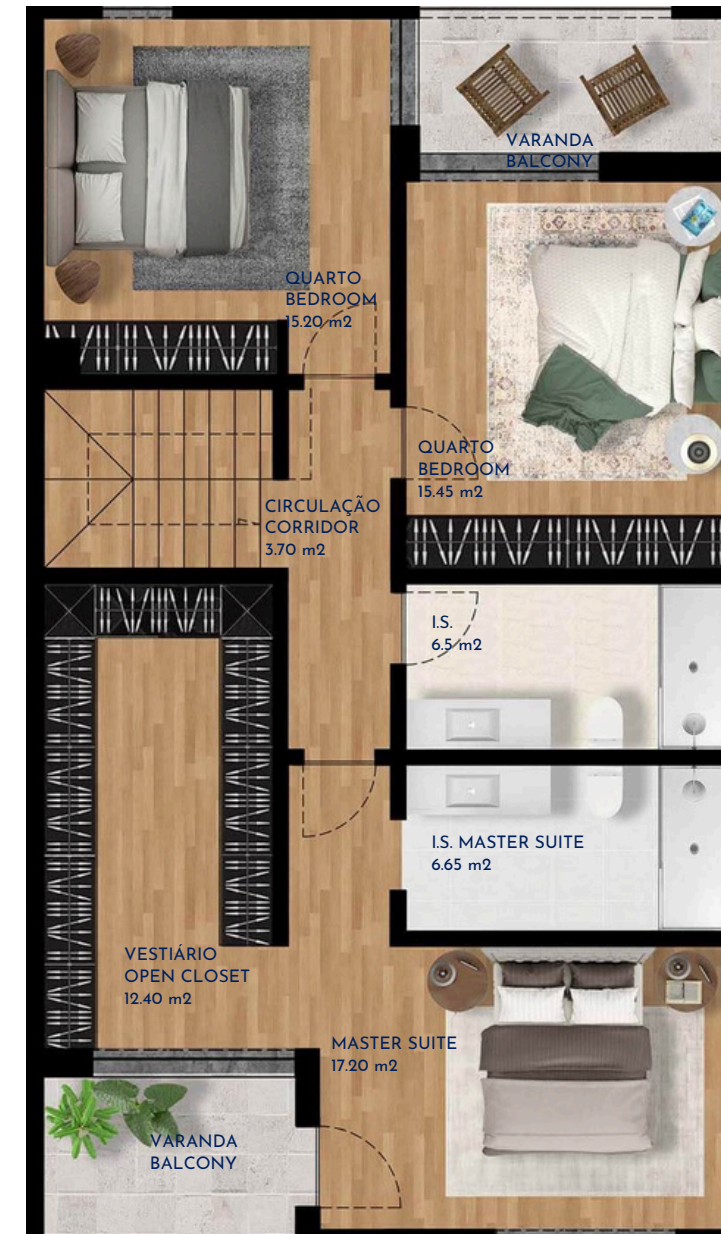 VARANDA
BALCONY
QUARTO
BEDROOM
15.20 m2
QUARTO
BEDROOM
15.45 m2
CIRCULAÇÃO
CORRIDOR
3.70 m2
I.S.
6.5 m2
I.S. MASTER SUITE
6.65 m2
VESTIÁRIO
OPEN CLOSET
12.40 m2
MASTER SUITE
17.20 m2
VARANDA
BALCONY